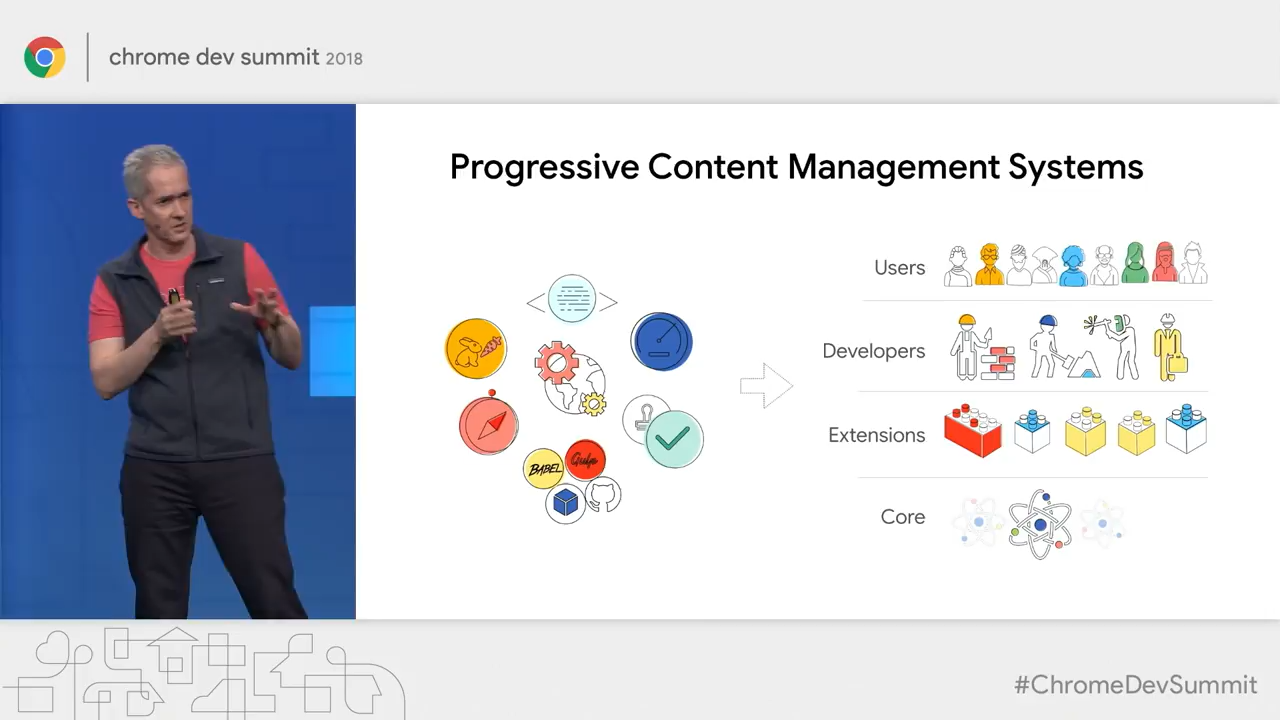 chrome dev summit 2018
Progressive Content Management Systems
Users
Developers
Extensions
Core
BABEL
Gulp
#ChromeDevSummit